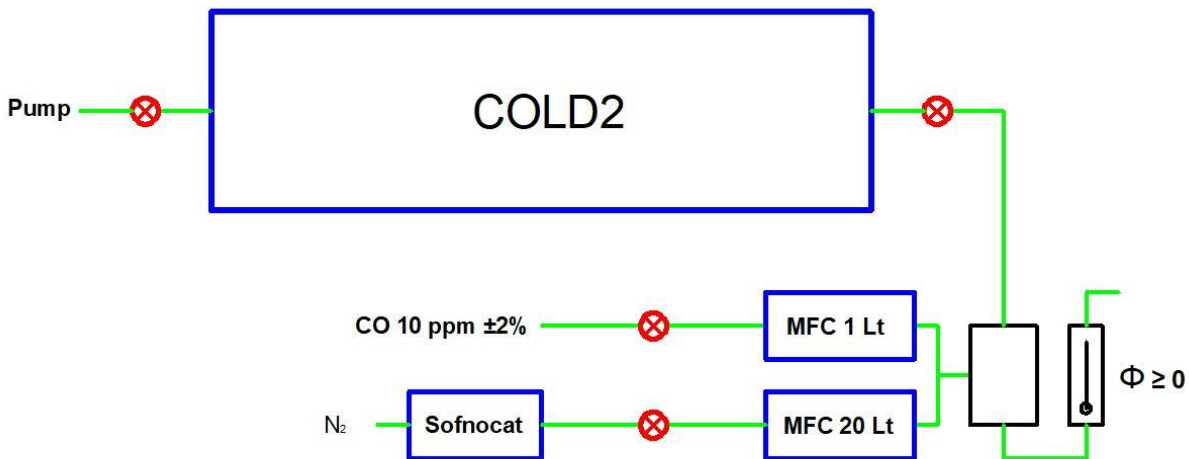 COLD2
Pump
CO 10 ppm ±2%
MFC 1 Lt
Φ ≥ 0
N₂
Sofnocat
MFC 20 Lt